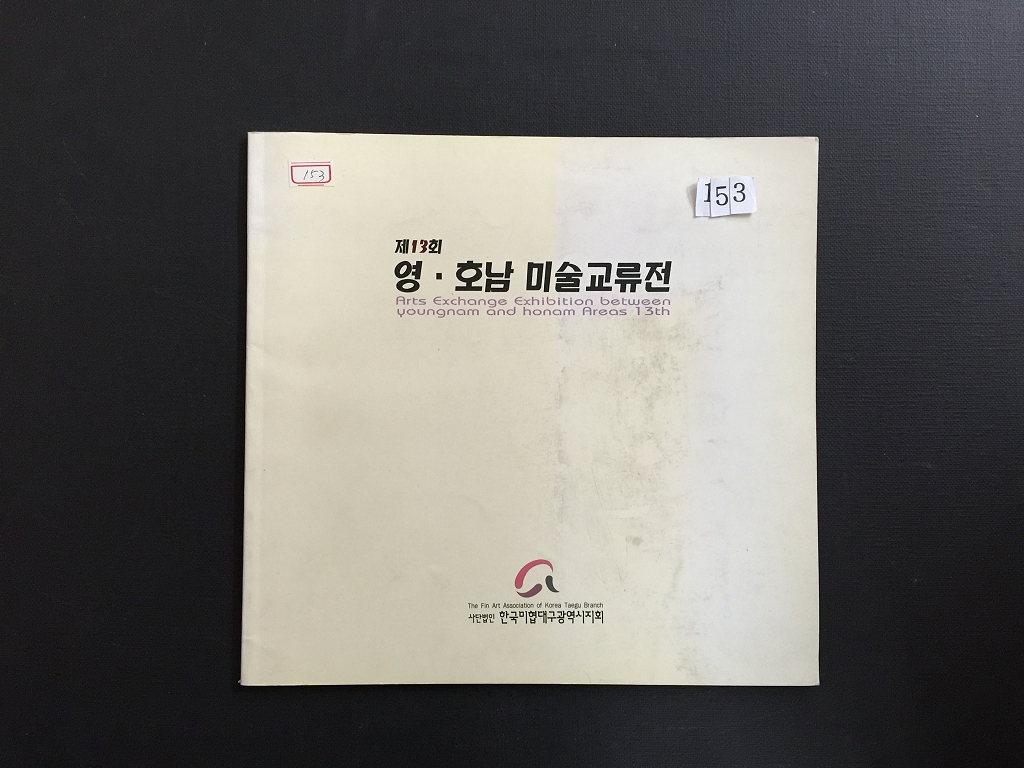 153
153
제13회
영·호남 미술교류전
Arts Exchange Exhibition between
youngnam and honam Areas 13th
The Fin Art Association of Korea Taegu Branch
사단법인 한국미협대구광역시지회